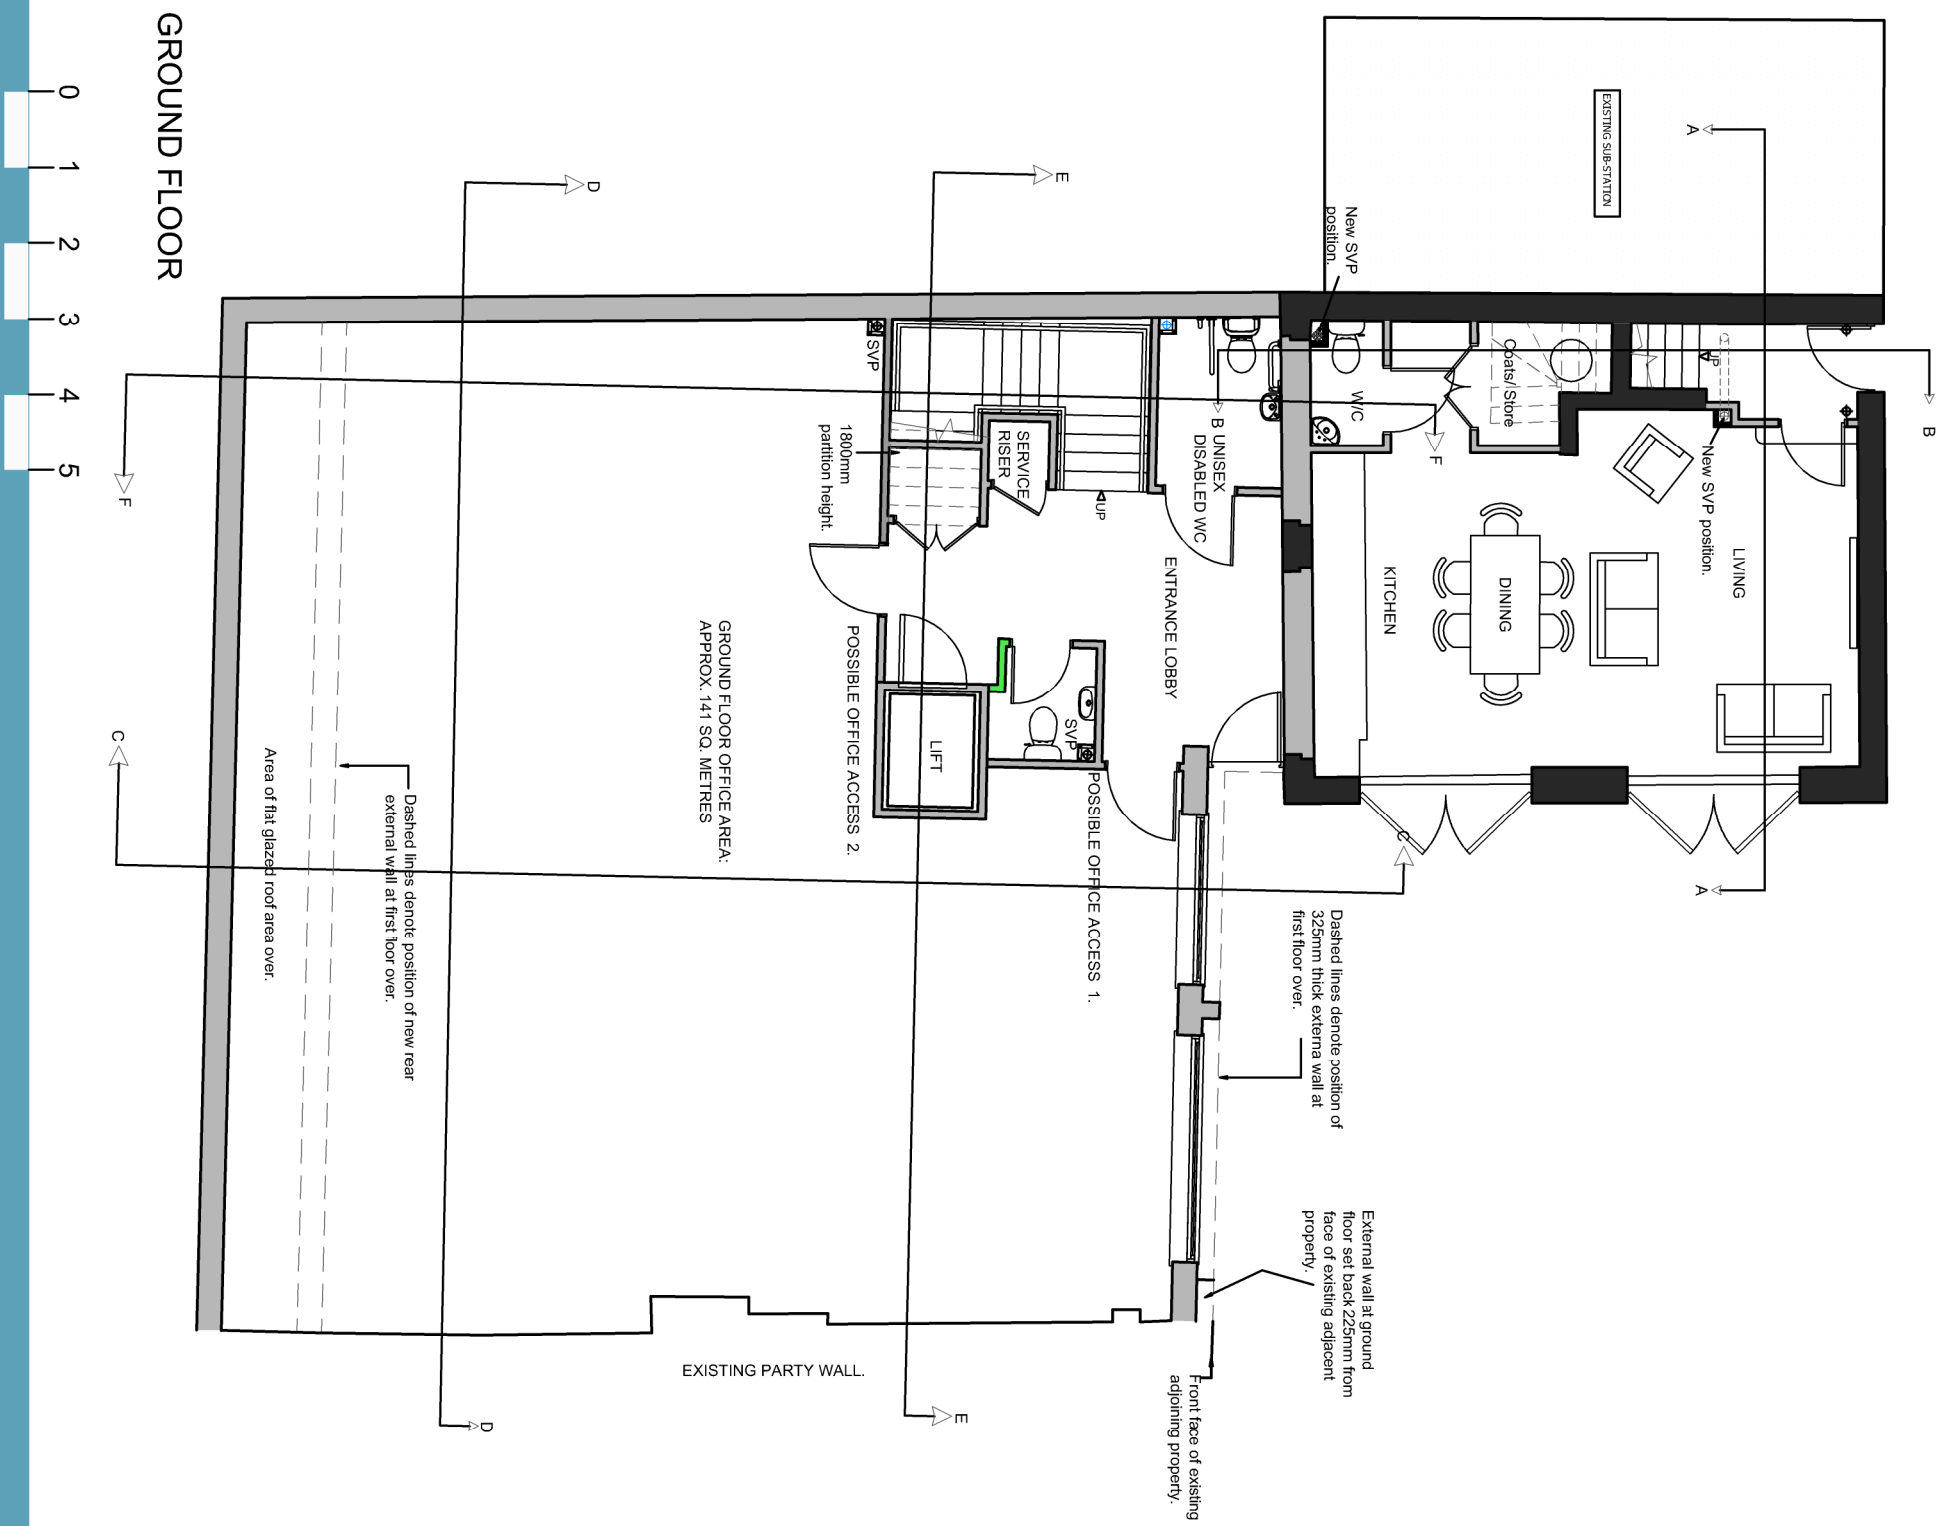 GROUND FLOOR
0
1
2
3
4
5
EXISTING SUB-STATION
A
A
B
B
C
C
D
D
E
E
F
F
New SVP
position.
Coats/Store
UP
W/C
New SVP position.
LIVING
DINING
KITCHEN
UNISEX
DISABLED WC
SVP
SERVICE
RISER
UP
1800mm
partition height.
ENTRANCE LOBBY
SVP
LIFT
POSSIBLE OFFICE ACCESS 1.
POSSIBLE OFFICE ACCESS 2.
GROUND FLOOR OFFICE AREA:
APPROX. 141 SQ. METRES
Dashed lines denote position of new rear
external wall at first floor over.
Area of flat glazed roof area over.
Dashed lines denote position of
325mm thick external wall at
first floor over.
External wall at ground
floor set back 225mm from
face of existing adjacent
property.
Front face of existing
adjoining property.
EXISTING PARTY WALL.